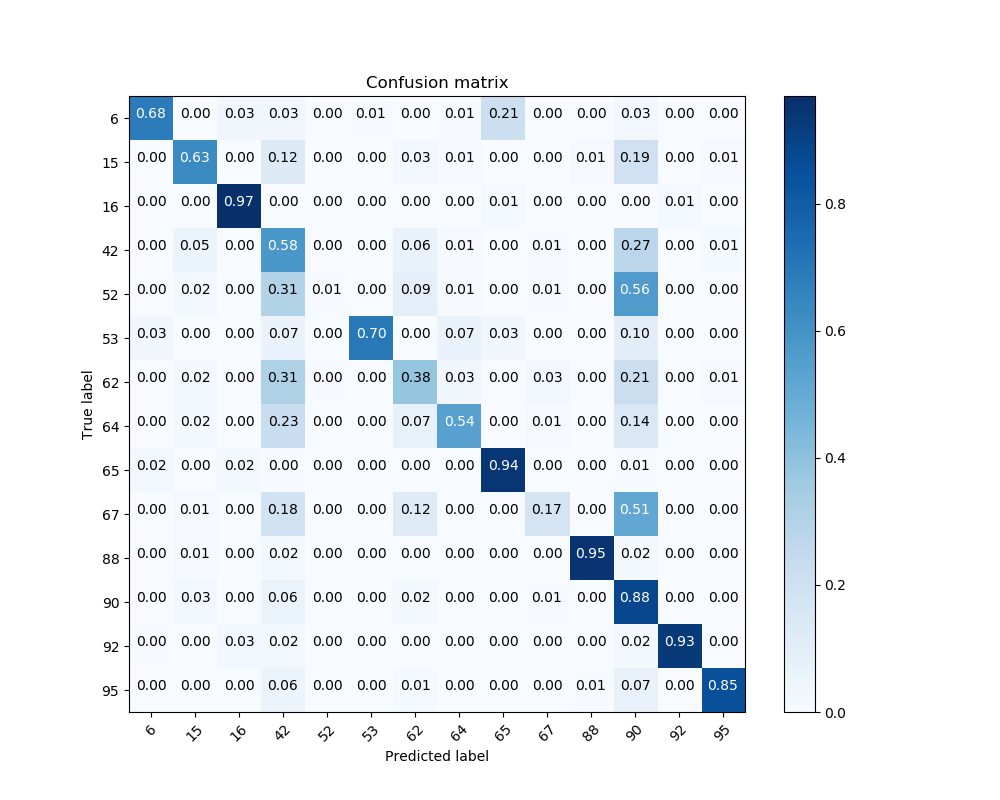 Confusion matrix
6 0.68 0.00 0.03 0.03 0.00 0.01 0.00 0.01 0.21 0.00 0.00 0.03 0.00 0.00
15 0.00 0.63 0.00 0.12 0.00 0.00 0.03 0.01 0.00 0.00 0.01 0.19 0.00 0.01
16 0.00 0.00 0.97 0.00 0.00 0.00 0.00 0.00 0.01 0.00 0.00 0.00 0.01 0.00
42 0.00 0.05 0.00 0.58 0.00 0.00 0.06 0.01 0.00 0.01 0.00 0.27 0.00 0.01
52 0.00 0.02 0.00 0.31 0.01 0.00 0.09 0.01 0.00 0.01 0.00 0.56 0.00 0.00
53 0.03 0.00 0.00 0.07 0.00 0.70 0.00 0.07 0.03 0.00 0.00 0.10 0.00 0.00
62 0.00 0.02 0.00 0.31 0.00 0.00 0.38 0.03 0.00 0.03 0.00 0.21 0.00 0.01
64 0.00 0.02 0.00 0.23 0.00 0.00 0.07 0.54 0.00 0.01 0.00 0.14 0.00 0.00
65 0.02 0.00 0.02 0.00 0.00 0.00 0.00 0.00 0.94 0.00 0.00 0.01 0.00 0.00
67 0.00 0.01 0.00 0.18 0.00 0.00 0.12 0.00 0.00 0.17 0.00 0.51 0.00 0.00
88 0.00 0.01 0.00 0.02 0.00 0.00 0.00 0.00 0.00 0.00 0.95 0.02 0.00 0.00
90 0.00 0.03 0.00 0.06 0.00 0.00 0.02 0.00 0.00 0.01 0.00 0.88 0.00 0.00
92 0.00 0.00 0.03 0.02 0.00 0.00 0.00 0.00 0.00 0.00 0.00 0.02 0.93 0.00
95 0.00 0.00 0.00 0.06 0.00 0.00 0.01 0.00 0.00 0.00 0.01 0.07 0.00 0.85
6 15 16 42 52 53 62 64 65 67 88 90 92 95
Predicted label
True label
0.8
0.6
0.4
0.2
0.0